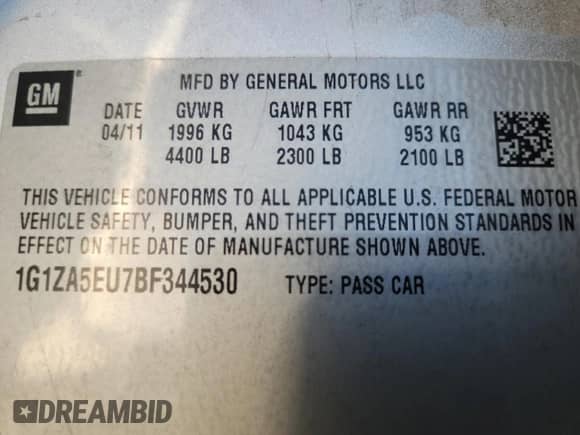 GM ®
MFD BY GENERAL MOTORS LLC
DATE GVWR GAWR FRT GAWR RR
04/11 1996 KG 1043 KG 953 KG
4400 LB 2300 LB 2100 LB
THIS VEHICLE CONFORMS TO ALL APPLICABLE U.S. FEDERAL MOTOR
VEHICLE SAFETY, BUMPER, AND THEFT PREVENTION STANDARDS IN
EFFECT ON THE DATE OF MANUFACTURE SHOWN ABOVE.
1G1ZA5EU7BF344530 TYPE: PASS CAR
DREAMBID